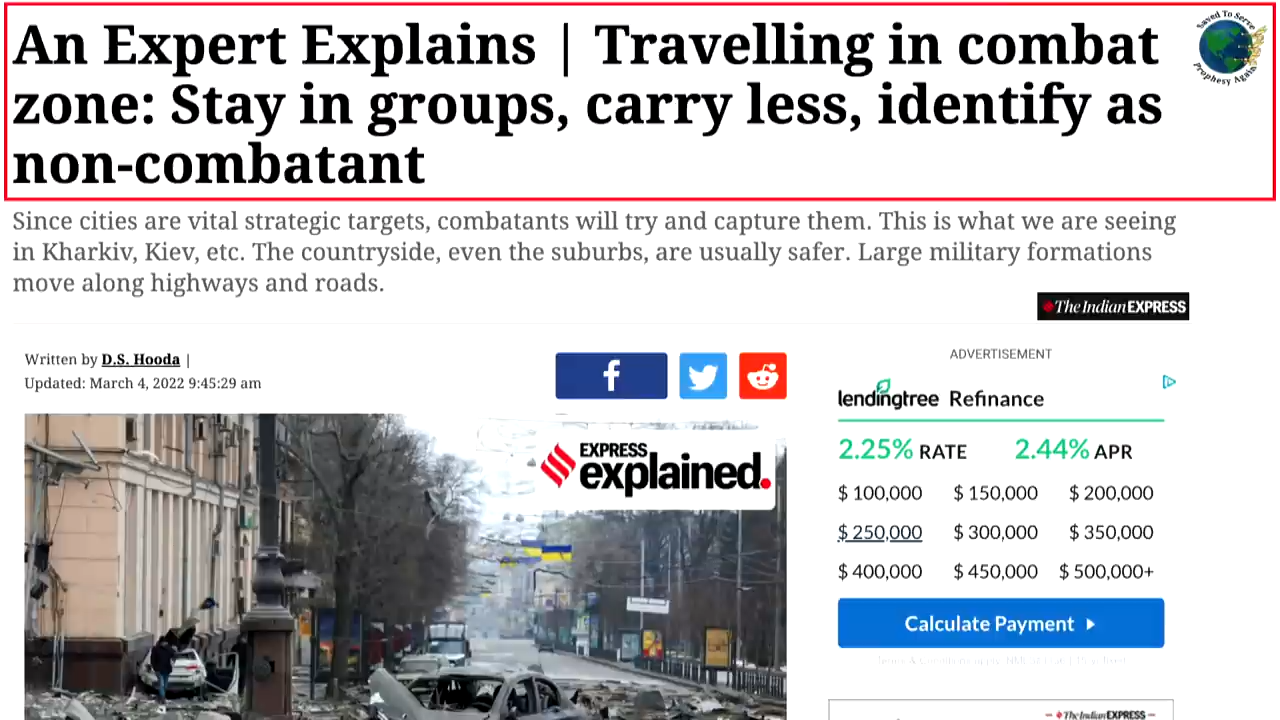 An Expert Explains | Travelling in combat
zone: Stay in groups, carry less, identify as
non-combatant
Saved To Serve
Prophesy Again
Since cities are vital strategic targets, combatants will try and capture them. This is what we are seeing
in Kharkiv, Kiev, etc. The countryside, even the suburbs, are usually safer. Large military formations
move along highways and roads.
The Indian EXPRESS
Written by D.S. Hooda |
Updated: March 4, 2022 9:45:29 am
EXPRESS
explained.
ADVERTISEMENT
lendingtree Refinance
2.25% RATE 2.44% APR
$ 100,000 $ 150,000 $ 200,000
$ 250,000 $ 300,000 $ 350,000
$ 400,000 $ 450,000 $ 500,000+
Calculate Payment
The Indian EXPRESS